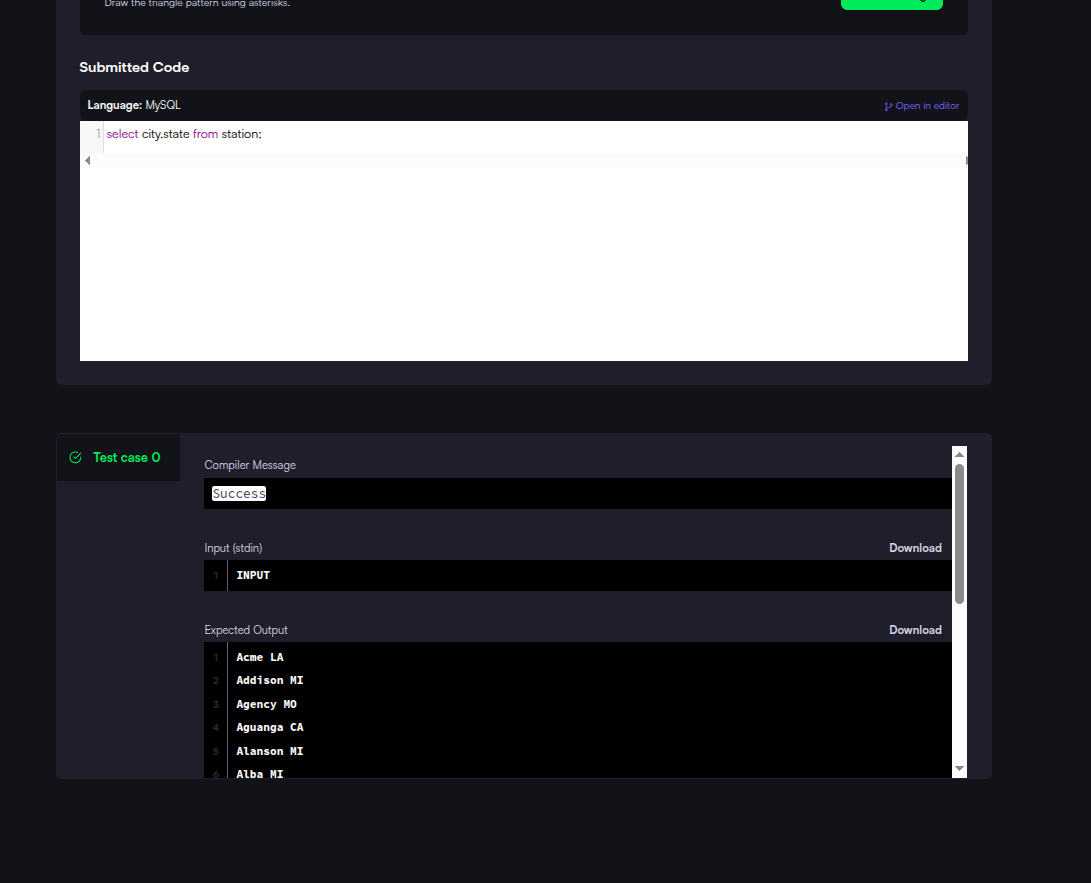 Draw the triangle pattern using asterisks.
Submitted Code
Language: MySQL
Open in editor
1 select city,state from station;
Test case 0
Compiler Message
Success
Input (stdin)
Download
1 INPUT
Expected Output
Download
1 Acme LA
2 Addison MI
3 Agency MO
4 Aguanga CA
5 Alanson MI
6 Alba MI